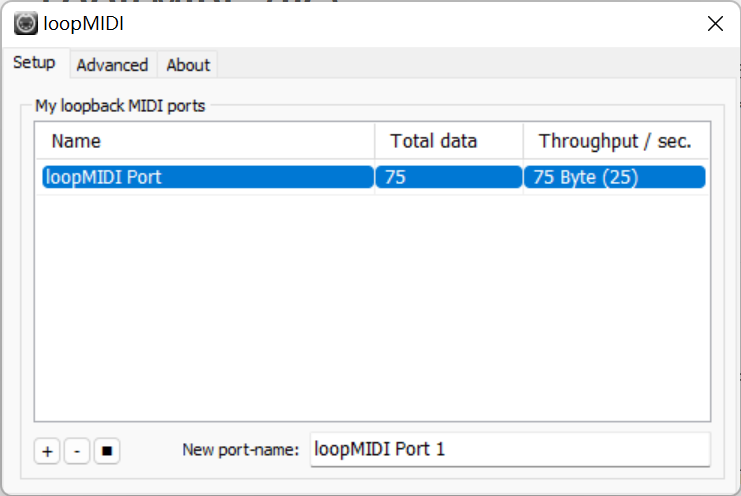 loopMIDI
Setup Advanced About
My loopback MIDI ports
Name Total data Throughput / sec.
loopMIDI Port 75 75 Byte (25)
+ - New port-name: loopMIDI Port 1